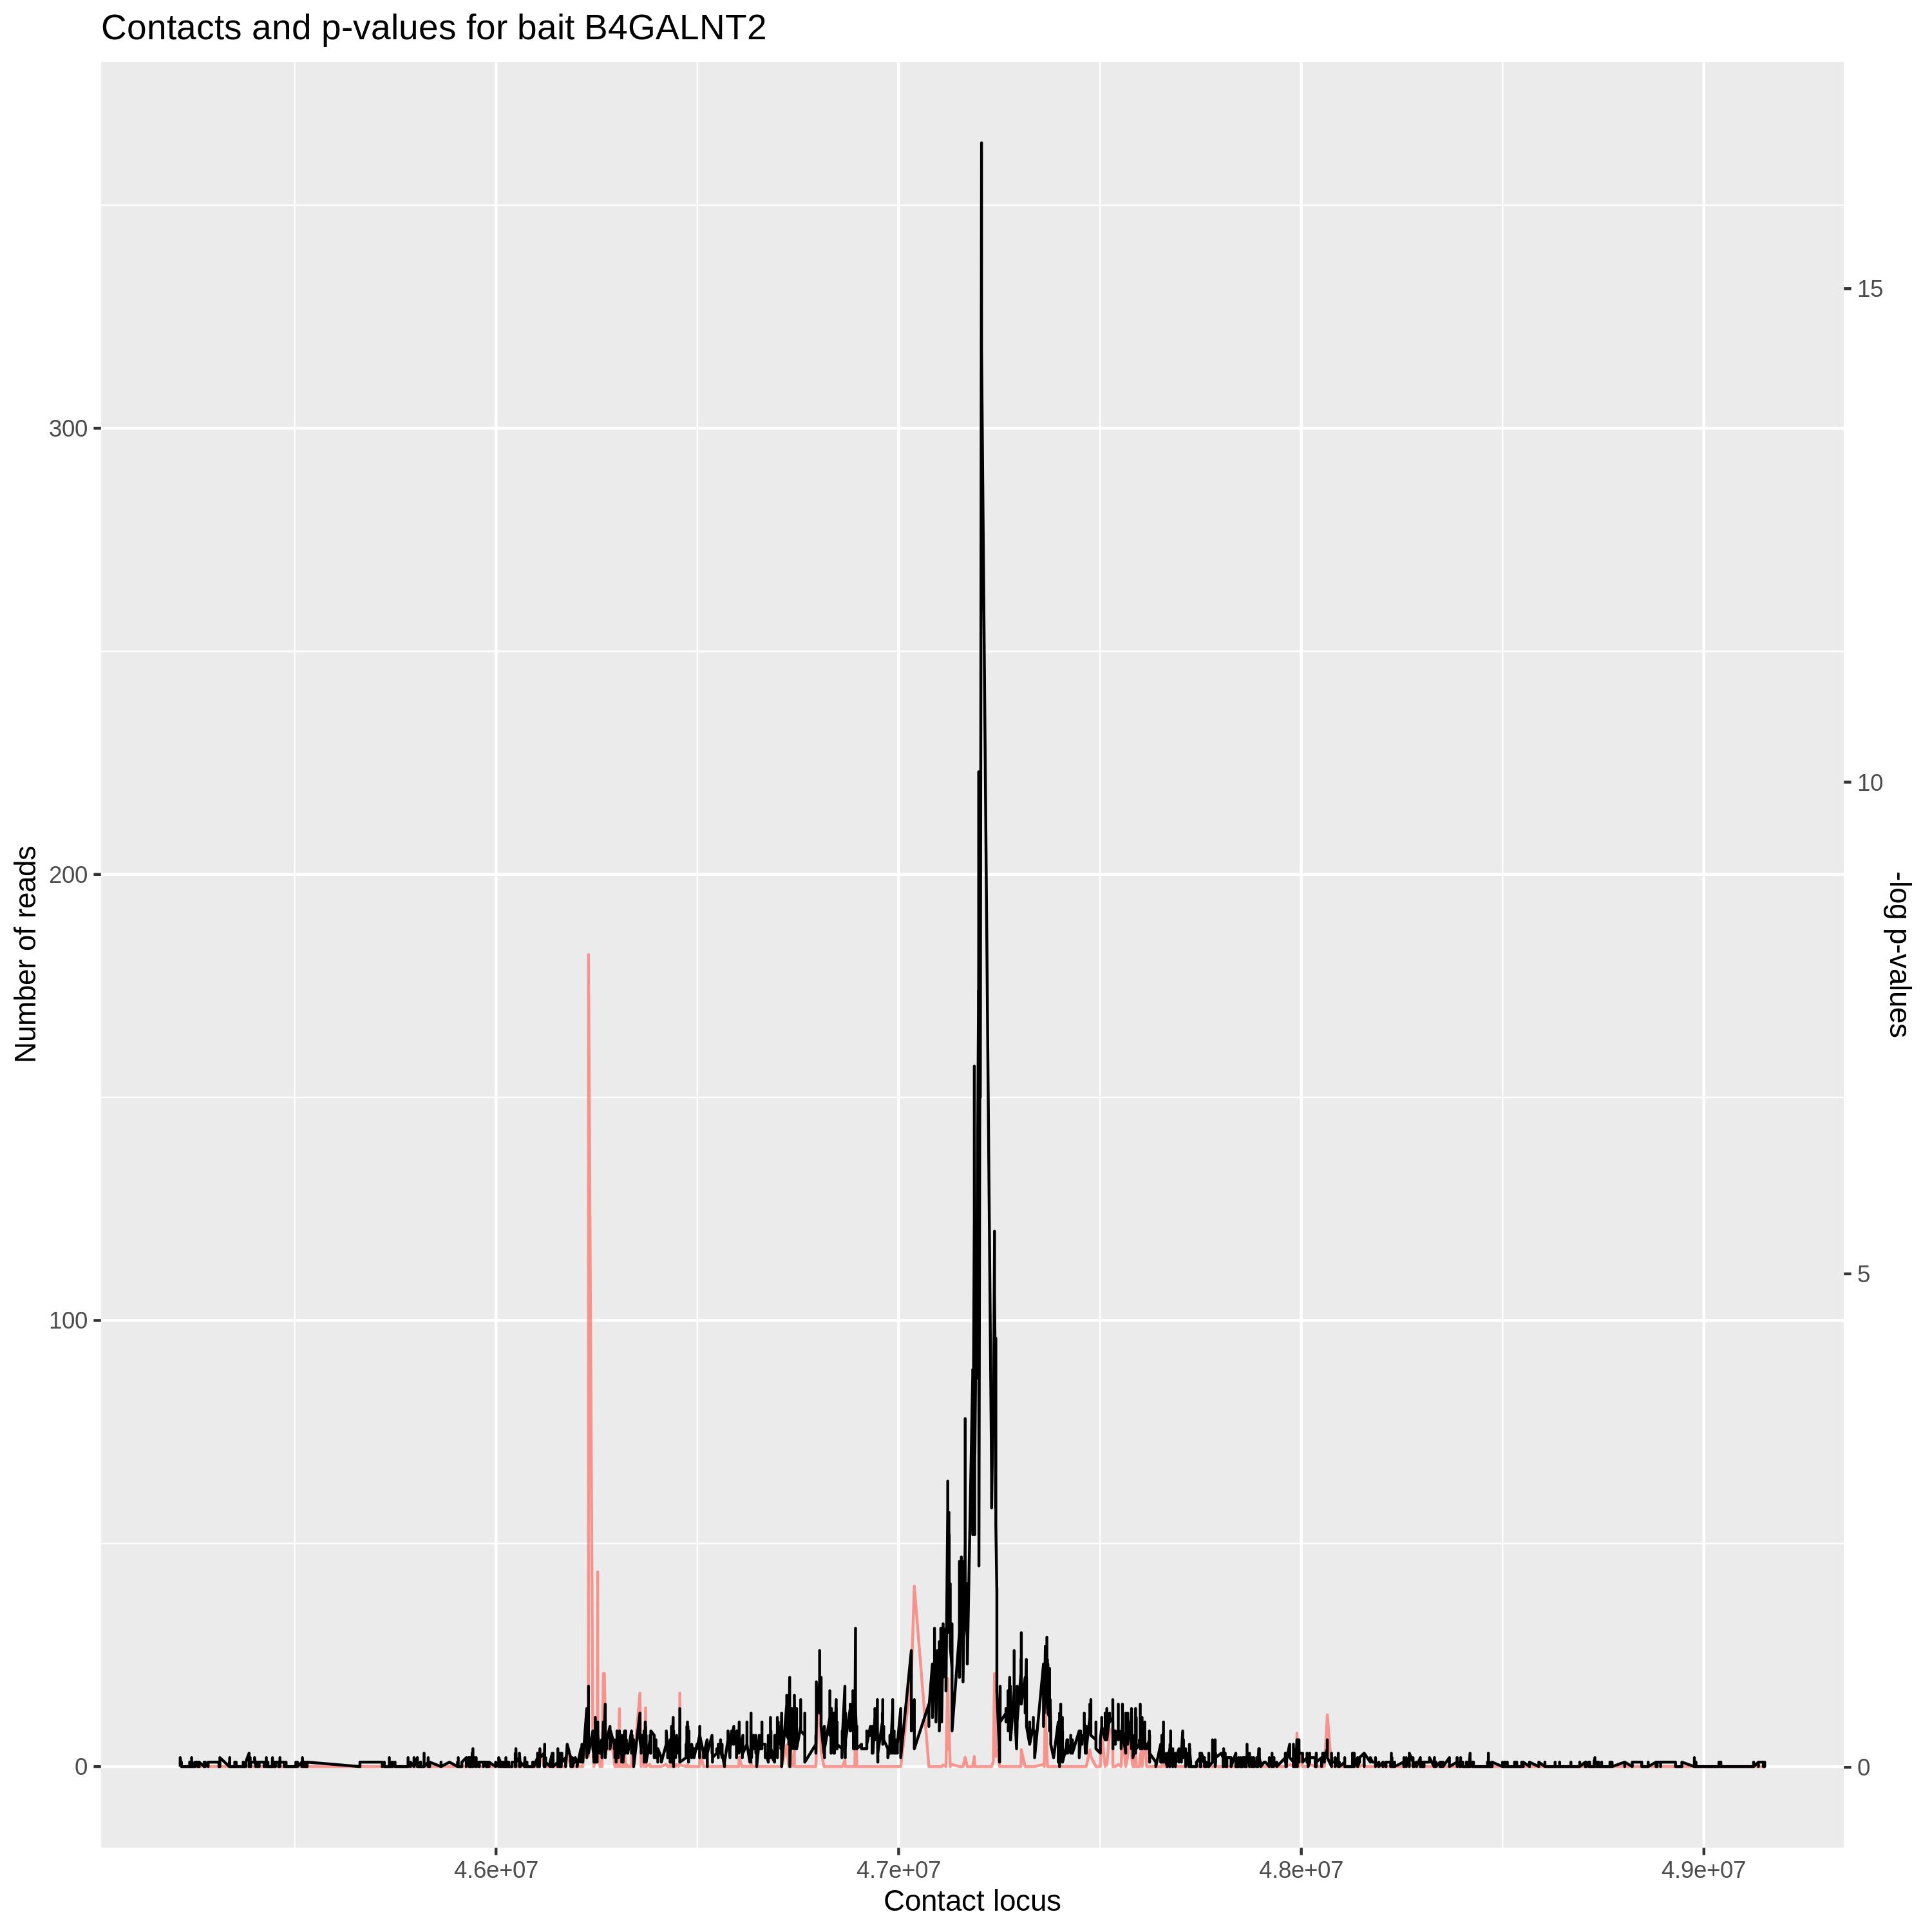 Contacts and p-values for bait B4GALNT2
Number of reads
300
200
100
0
15
10
5
0
-log p-values
4.6e+07
4.7e+07
4.8e+07
4.9e+07
Contact locus